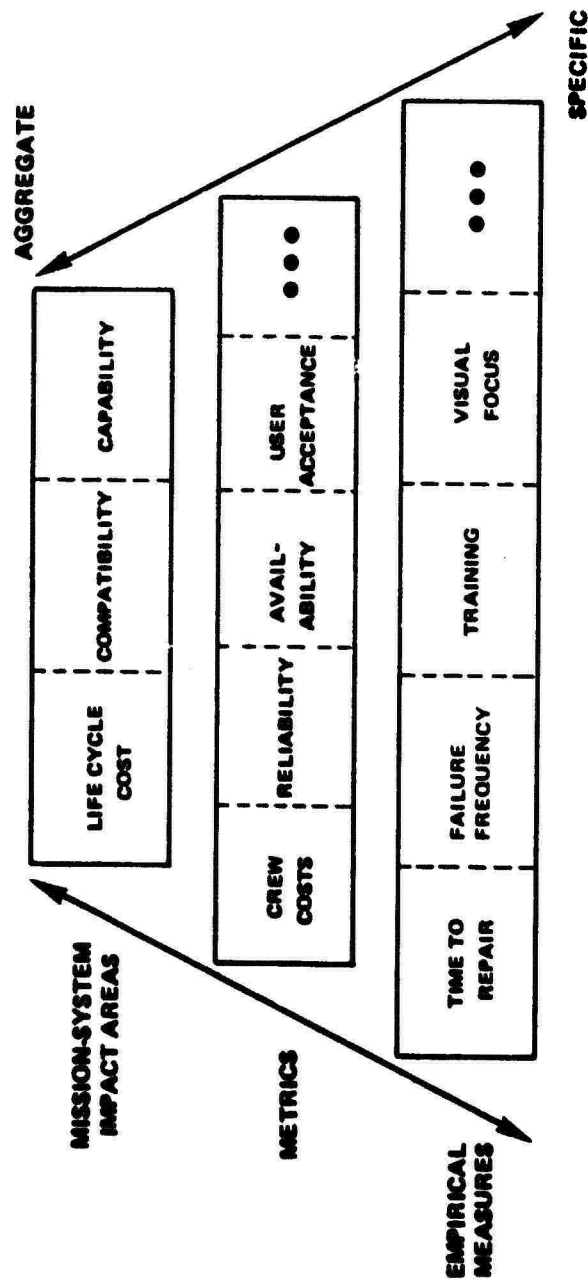 AGGREGATE
MISSION-SYSTEM
IMPACT AREAS
LIFE CYCLE
COST
COMPATIBILITY
CAPABILITY
METRICS
CREW
COSTS
RELIABILITY
AVAIL-
ABILITY
USER
ACCEPTANCE
●●●
EMPIRICAL
MEASURES
TIME TO
REPAIR
FAILURE
FREQUENCY
TRAINING
VISUAL
FOCUS
●●●
SPECIFIC